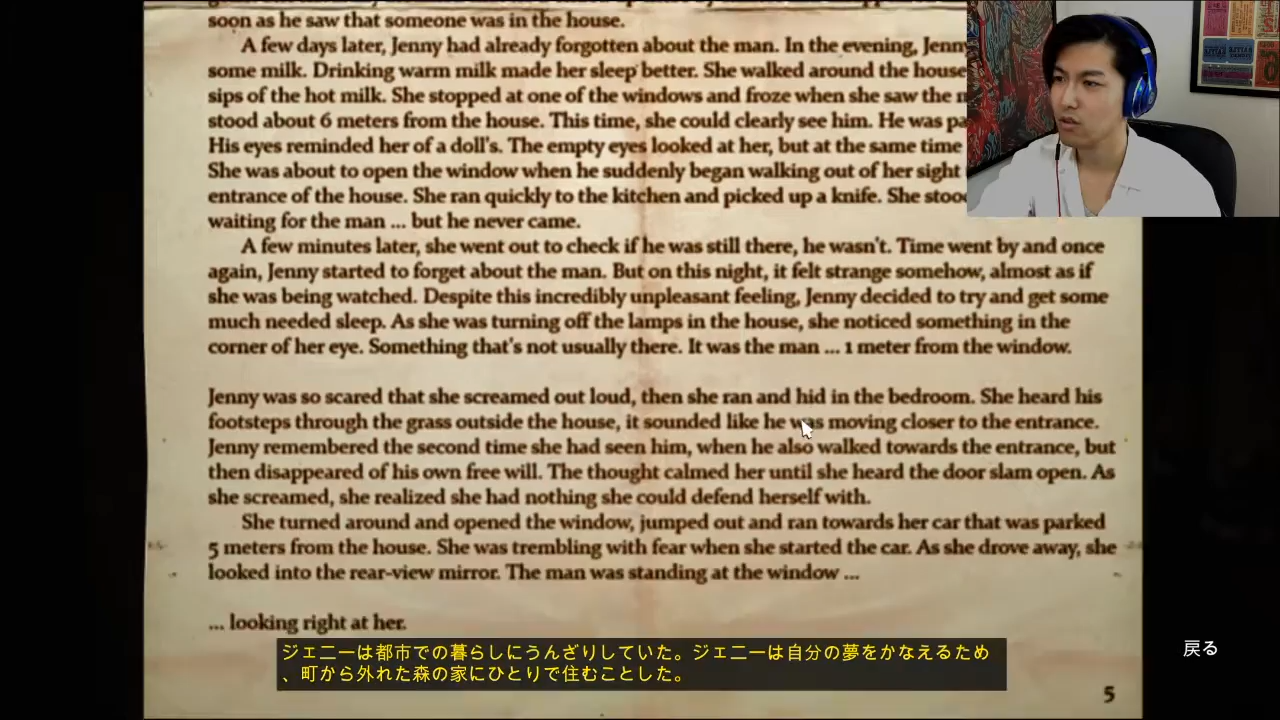 soon as he saw that someone was in the house.
A few days later, Jenny had already forgotten about the man. In the evening, Jenny
some milk. Drinking warm milk made her sleep better. She walked around the house
sips of the hot milk. She stopped at one of the windows and froze when she saw the
stood about 6 meters from the house. This time, she could clearly see him. He was
His eyes reminded her of a doll's. The empty eyes looked at her, but at the same time
She was about to open the window when he suddenly began walking out of her sight
entrance of the house. She ran quickly to the kitchen and picked up a knife. She stood
waiting for the man ... but he never came.
A few minutes later, she went out to check if he was still there, he wasn't. Time went by and once
again, Jenny started to forget about the man. But on this night, it felt strange somehow, almost as if
she was being watched. Despite this incredibly unpleasant feeling, Jenny decided to try and get some
much needed sleep. As she was turning off the lamps in the house, she noticed something in the
corner of her eye. Something that's not usually there. It was the man ... 1 meter from the window.
Jenny was so scared that she screamed out loud, then she ran and hid in the bedroom. She heard his
footsteps through the grass outside the house, it sounded like he was moving closer to the entrance.
Jenny remembered the second time she had seen him, when he also walked towards the entrance, but
then disappeared of his own free will. The thought calmed her until she heard the door slam open. As
she screamed, she realized she had nothing she could defend herself with.
She turned around and opened the window, jumped out and ran towards her car that was parked
5 meters from the house. She was trembling with fear when she started the car. As she drove away, she
looked into the rear-view mirror. The man was standing at the window ...
... looking right at her.
ジェニーは都市での暮らしにうんざりしていた。ジェニーは自分の夢をかなえるため
、町から外れた森の家にひとりで住むことした。
戻る
5